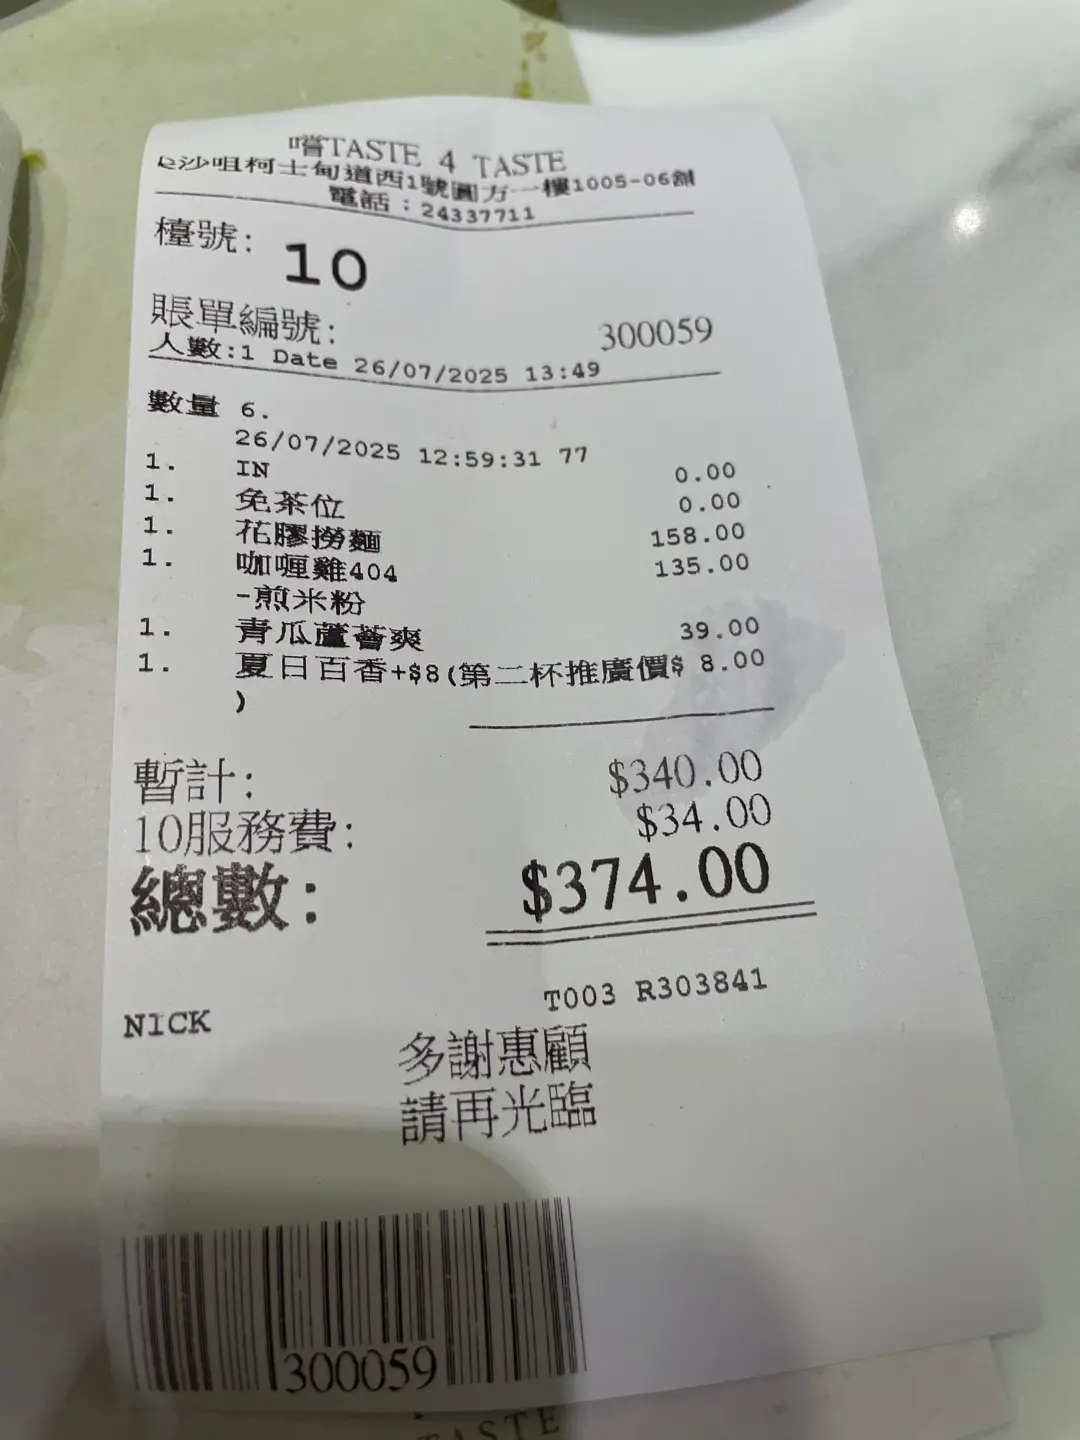 嚐TASTE 4 TASTE
尖沙咀柯士甸道西1號圓方一樓1005-06舖
電話：24337711
檯號: 10
賬單編號: 300059
人數:1 Date 26/07/2025 13:49
數量 6.
26/07/2025 12:59:31 77
1. IN 0.00
1. 免茶位 0.00
1. 花膠撈麵 158.00
1. 咖喱雞404 135.00
-煎米粉
1. 青瓜蘆薈爽 39.00
1. 夏日百香+$8(第二杯推廣價$ 8.00
)
暫計: $340.00
10服務費: $34.00
總數: $374.00
T003 R303841
NICK
多謝惠顧
請再光臨
300059
TASTE